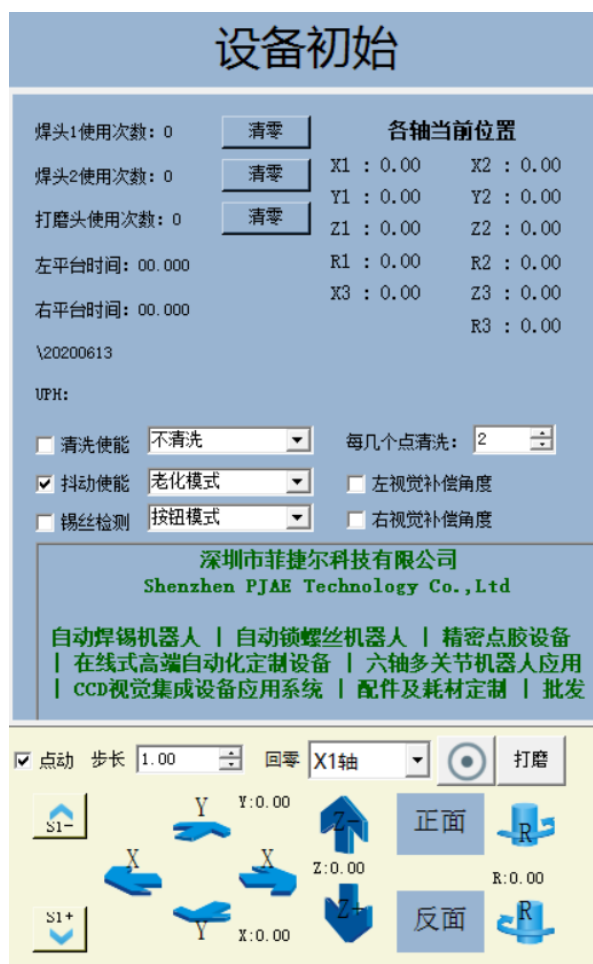 设备初始
焊头1使用次数: 0 清零 各轴当前位置
X1 : 0.00 X2 : 0.00
焊头2使用次数: 0 清零
Y1 : 0.00 Y2 : 0.00
打磨头使用次数: 0 清零
Z1 : 0.00 Z2 : 0.00
左平台时间: 00.000 R1 : 0.00 R2 : 0.00
X3 : 0.00 Z3 : 0.00
右平台时间: 00.000
R3 : 0.00
\20200613
UPH:
清洗使能 不清洗 每几个点清洗: 2
抖动使能 老化模式 左视觉补偿角度
锡丝检测 按钮模式 右视觉补偿角度
深圳市菲捷尔科技有限公司
Shenzhen PJAE Technology Co.,Ltd
自动焊锡机器人 | 自动锁螺丝机器人 | 精密点胶设备
| 在线式高端自动化定制设备 | 六轴多关节机器人应用
| CCD视觉集成设备应用系统 | 配件及耗材定制 | 批发
点动 步长 1.00 回零 X1轴 打磨
S1- Y Y:0.00 Z- 正面 R
X X Z:0.00 R:0.00
S1+ Y X:0.00 Z+ 反面 R